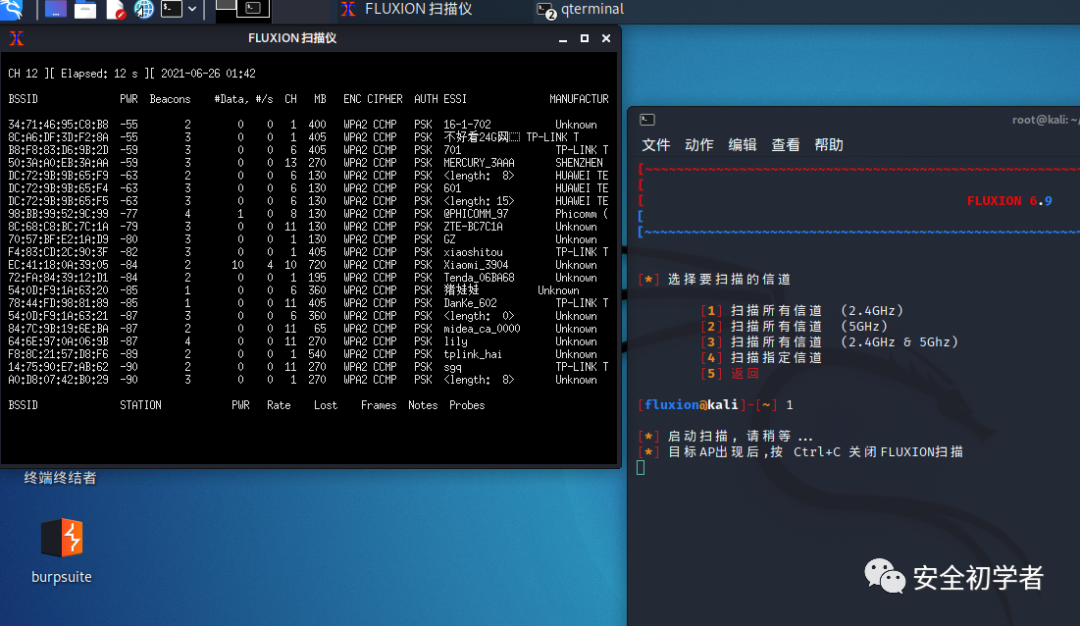 FLUXION 扫描仪
qterminal
FLUXION 扫描仪
CH 12 ][ Elapsed: 12 s ][ 2021-06-26 01:42
BSSID PWR Beacons #Data, #/s CH MB ENC CIPHER AUTH ESSI MANUFACTUR
34:71:46:95:C8:B8 -55 2 0 0 1 400 WPA2 CCMP PSK 16-1-702 Unknown
8C:A6:DF:3D:F2:8A -55 3 0 0 1 405 WPA2 CCMP PSK 不好看24G网 TP-LINK T
B8:F8:83:D6:9B:2D -59 3 0 0 6 405 WPA2 CCMP PSK 701 TP-LINK T
50:3A:A0:EB:3A:AA -59 3 0 0 13 270 WPA2 CCMP PSK MERCURY_3AAA SHENZHEN
DC:72:9B:9B:65:F9 -63 2 0 0 6 130 WPA2 CCMP PSK <length: 8> HUAWEI TE
DC:72:9B:9B:65:F4 -63 3 0 0 6 130 WPA2 CCMP PSK 601 HUAWEI TE
DC:72:9B:9B:65:F5 -63 3 0 0 6 130 WPA2 CCMP PSK <length: 15> HUAWEI TE
98:BB:99:52:9C:99 -77 4 1 0 8 130 WPA2 CCMP PSK @PHICOMM_97 Phicomm (
8C:68:C8:BC:7C:1A -79 3 0 0 11 130 WPA2 CCMP PSK ZTE-BC7C1A Unknown
70:57:BF:E2:1A:D9 -80 3 0 0 1 130 WPA2 CCMP PSK GZ Unknown
F4:83:CD:2C:90:3F -82 3 0 0 1 405 WPA2 CCMP PSK xiaoshitou TP-LINK T
EC:41:18:0A:39:05 -84 2 10 4 10 720 WPA2 CCMP PSK Xiaomi_3904 Unknown
72:FA:84:39:12:D1 -84 2 0 0 1 195 WPA2 CCMP PSK Tenda_06BA68 Unknown
54:0D:F9:1A:63:20 -85 1 0 0 6 360 WPA2 CCMP PSK 猪娃娃 Unknown
78:44:FD:98:81:89 -85 1 0 0 11 405 WPA2 CCMP PSK DanKe_602 TP-LINK T
54:0D:F9:1A:63:21 -87 3 0 0 6 360 WPA2 CCMP PSK <length: 0> Unknown
84:7C:9B:19:6E:BA -87 2 0 0 11 65 WPA2 CCMP PSK midea_ca_0000 Unknown
64:6E:97:0A:06:9B -87 4 0 0 11 270 WPA2 CCMP PSK lily Unknown
F8:8C:21:57:D8:F6 -89 2 0 0 1 540 WPA2 CCMP PSK tplink_hai Unknown
14:75:90:E7:AB:62 -90 2 0 0 11 270 WPA2 CCMP PSK sgq TP-LINK T
A0:D8:07:42:B0:29 -90 3 0 0 1 270 WPA2 CCMP PSK <length: 8> Unknown
BSSID STATION PWR Rate Lost Frames Notes Probes
终端终结者
burpsuite
root@kali: ~/
文件 动作 编辑 查看 帮助
FLUXION 6.9
[*] 选择要扫描的信道
[1] 扫描所有信道 (2.4GHz)
[2] 扫描所有信道 (5GHz)
[3] 扫描所有信道 (2.4GHz & 5Ghz)
[4] 扫描指定信道
[5] 返回
[fluxion@kali]-[~] 1
[*] 启动扫描, 请稍等 ...
[*] 目标AP出现后,按 Ctrl+C 关闭FLUXION扫描
安全初学者